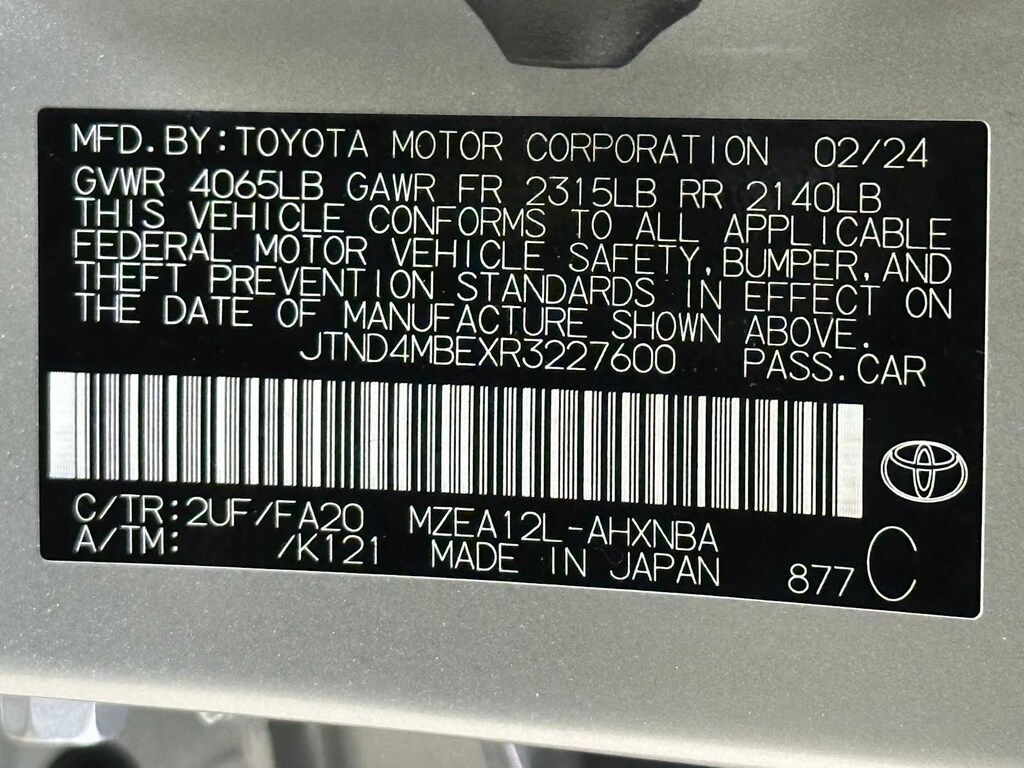 MFD.BY:TOYOTA MOTOR CORPORATION 02/24
GVWR 4065LB GAWR FR 2315LB RR 2140LB
THIS VEHICLE CONFORMS TO ALL APPLICABLE
FEDERAL MOTOR VEHICLE SAFETY,BUMPER,AND
THEFT PREVENTION STANDARDS IN EFFECT ON
THE DATE OF MANUFACTURE SHOWN ABOVE.
JTND4MBEXR3227600 PASS.CAR
C/TR:2UF/FA20 MZEA12L-AHXNBA
A/TM: /K121 MADE IN JAPAN 877 C